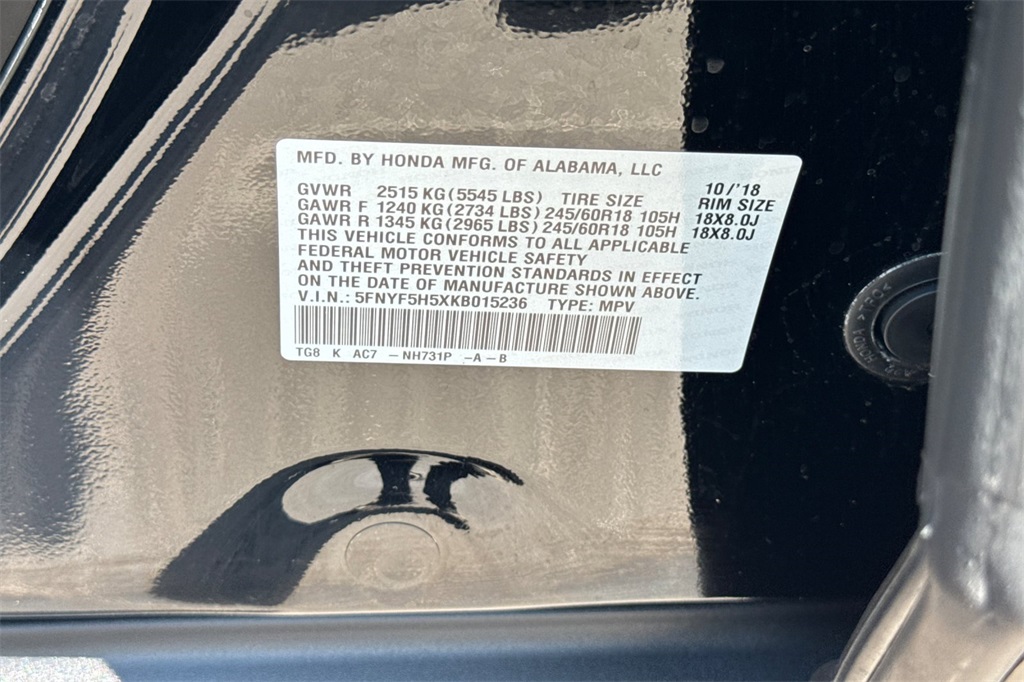 MFD. BY HONDA MFG. OF ALABAMA, LLC
10/'18
GVWR 2515 KG (5545 LBS) TIRE SIZE RIM SIZE
GAWR F 1240 KG (2734 LBS) 245/60R18 105H 18X8.0J
GAWR R 1345 KG (2965 LBS) 245/60R18 105H 18X8.0J
THIS VEHICLE CONFORMS TO ALL APPLICABLE
FEDERAL MOTOR VEHICLE SAFETY
AND THEFT PREVENTION STANDARDS IN EFFECT
ON THE DATE OF MANUFACTURE SHOWN ABOVE.
V.I.N.: 5FNYF5H5XKB015236 TYPE: MPV
TG8 K AC7 –NH731P –A–B
HONDA